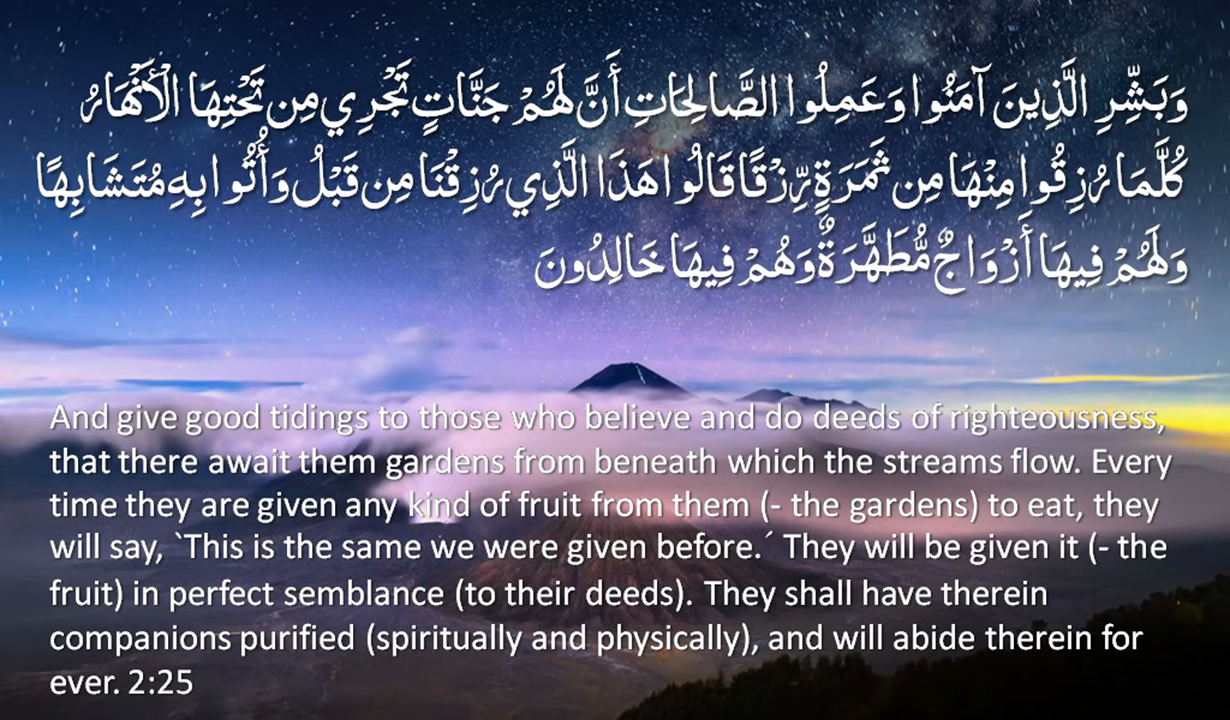 وَبَشِّرِ الَّذِينَ آمَنُوا وَعَمِلُوا الصَّالِحَاتِ أَنَّ لَهُمْ جَنَّاتٍ تَجْرِي مِن تَحْتِهَا الْأَنْهَارُ
كُلَّمَا رُزِقُوا مِنْهَا مِن ثَمَرَةٍ رِّزْقًا قَالُوا هَذَا الَّذِي رُزِقْنَا مِن قَبْلُ وَأُتُوا بِهِ مُتَشَابِهًا
وَلَهُمْ فِيهَا أَزْوَاجٌ مُّطَهَّرَةٌ وَهُمْ فِيهَا خَالِدُونَ
And give good tidings to those who believe and do deeds of righteousness,
that there await them gardens from beneath which the streams flow. Every
time they are given any kind of fruit from them (- the gardens) to eat, they
will say, `This is the same we were given before.´ They will be given it (- the
fruit) in perfect semblance (to their deeds). They shall have therein
companions purified (spiritually and physically), and will abide therein for
ever. 2:25